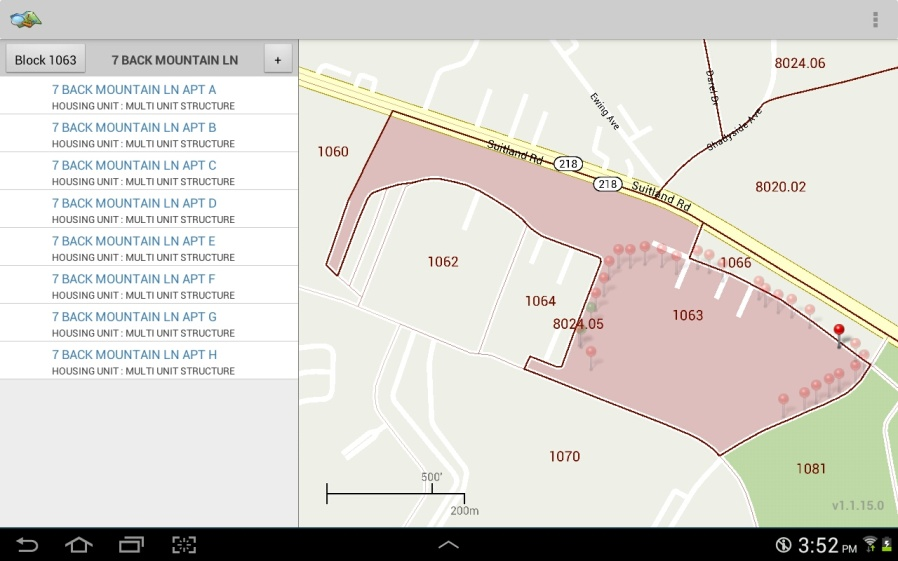 Block 1063
7 BACK MOUNTAIN LN
+
7 BACK MOUNTAIN LN APT A
HOUSING UNIT : MULTI UNIT STRUCTURE
7 BACK MOUNTAIN LN APT B
HOUSING UNIT : MULTI UNIT STRUCTURE
7 BACK MOUNTAIN LN APT C
HOUSING UNIT : MULTI UNIT STRUCTURE
7 BACK MOUNTAIN LN APT D
HOUSING UNIT : MULTI UNIT STRUCTURE
7 BACK MOUNTAIN LN APT E
HOUSING UNIT : MULTI UNIT STRUCTURE
7 BACK MOUNTAIN LN APT F
HOUSING UNIT : MULTI UNIT STRUCTURE
7 BACK MOUNTAIN LN APT G
HOUSING UNIT : MULTI UNIT STRUCTURE
7 BACK MOUNTAIN LN APT H
HOUSING UNIT : MULTI UNIT STRUCTURE
8024.06
Darel Dr
Ewing Ave
Shadyside Ave
1060
Suitland Rd
218
218
Suitland Rd
8020.02
1062
1066
1064
1063
8024.05
1070
1081
500'
200m
v1.1.15.0
3:52 PM